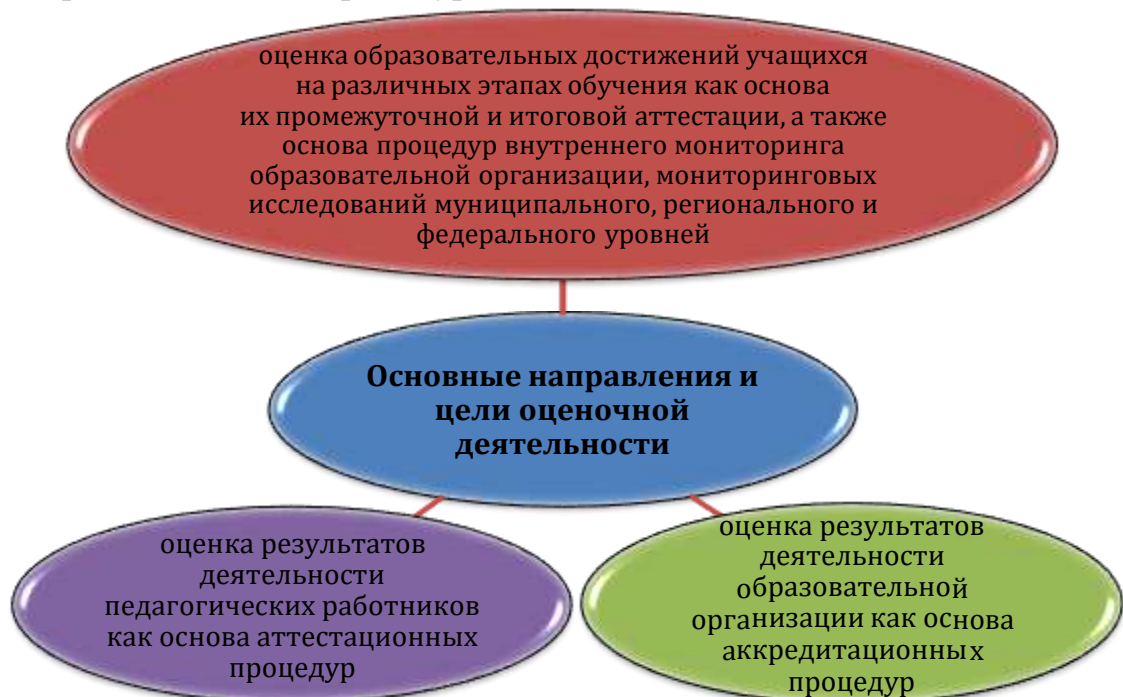 оценка образовательных достижений учащихся
на различных этапах обучения как основа
их промежуточной и итоговой аттестации, а также
основа процедур внутреннего мониторинга
образовательной организации, мониторинговых
исследований муниципального, регионального и
федерального уровней
Основные направления и
цели оценочной
деятельности
оценка результатов
деятельности
педагогических работников
как основа аттестационных
процедур
оценка результатов
деятельности
образовательной
организации как основа
аккредитационных
процедур